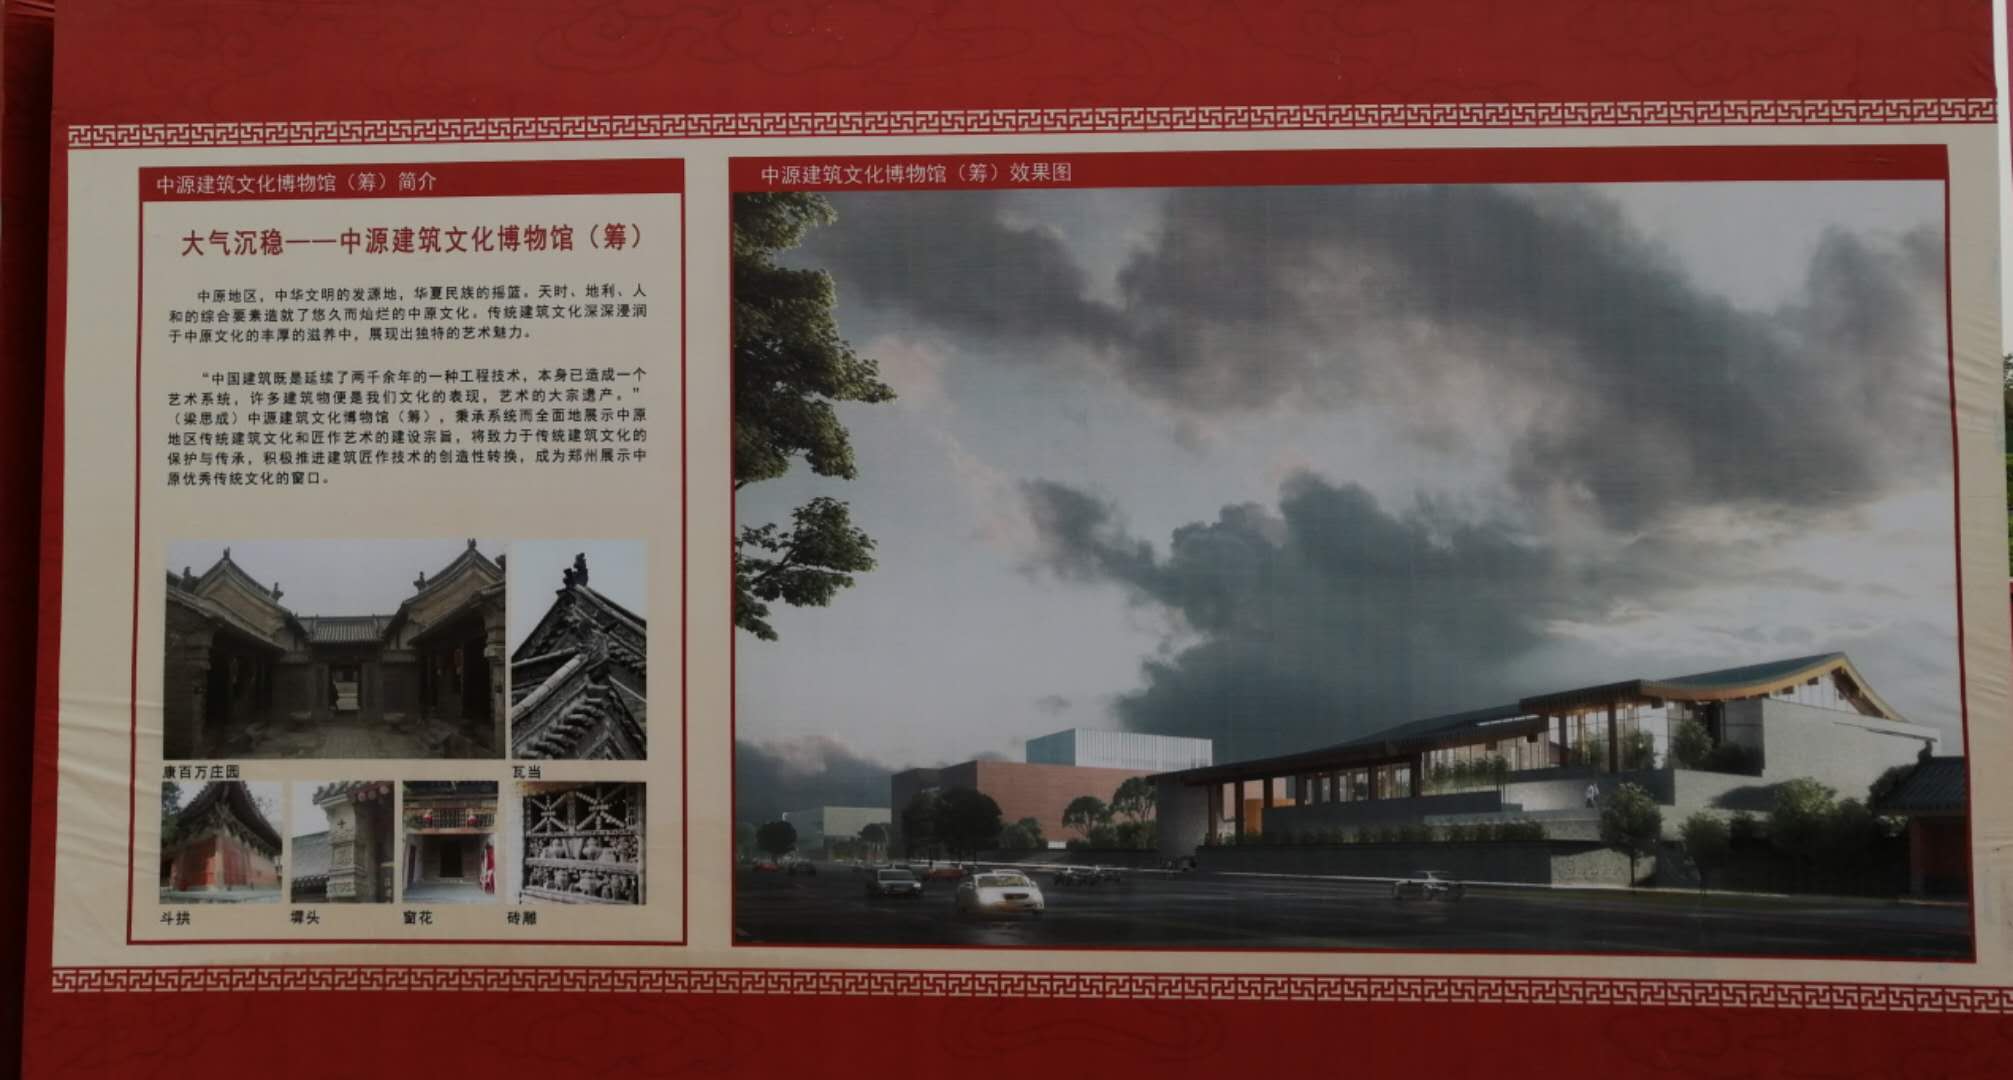 中源建筑文化博物馆（筹）简介
大气沉稳——中源建筑文化博物馆（筹）
中原地区，中华文明的发源地，华夏民族的摇篮。天时、地利、人
和的综合要素造就了悠久而灿烂的中原文化。传统建筑文化深深浸润
于中原文化的丰厚的滋养中，展现出独特的艺术魅力。
“中国建筑既是延续了两千余年的一种工程技术，本身已造成一个
艺术系统，许多建筑物便是我们文化的表现，艺术的大宗遗产。”
（梁思成）中源建筑文化博物馆（筹），秉承系统而全面地展示中原
地区传统建筑文化和匠作艺术的建设宗旨，将致力于传统建筑文化的
保护与传承，积极推进建筑匠作技术的创造性转换，成为郑州展示中
原优秀传统文化的窗口。
康百万庄园
瓦当
斗拱
墀头
窗花
砖雕
中源建筑文化博物馆（筹）效果图